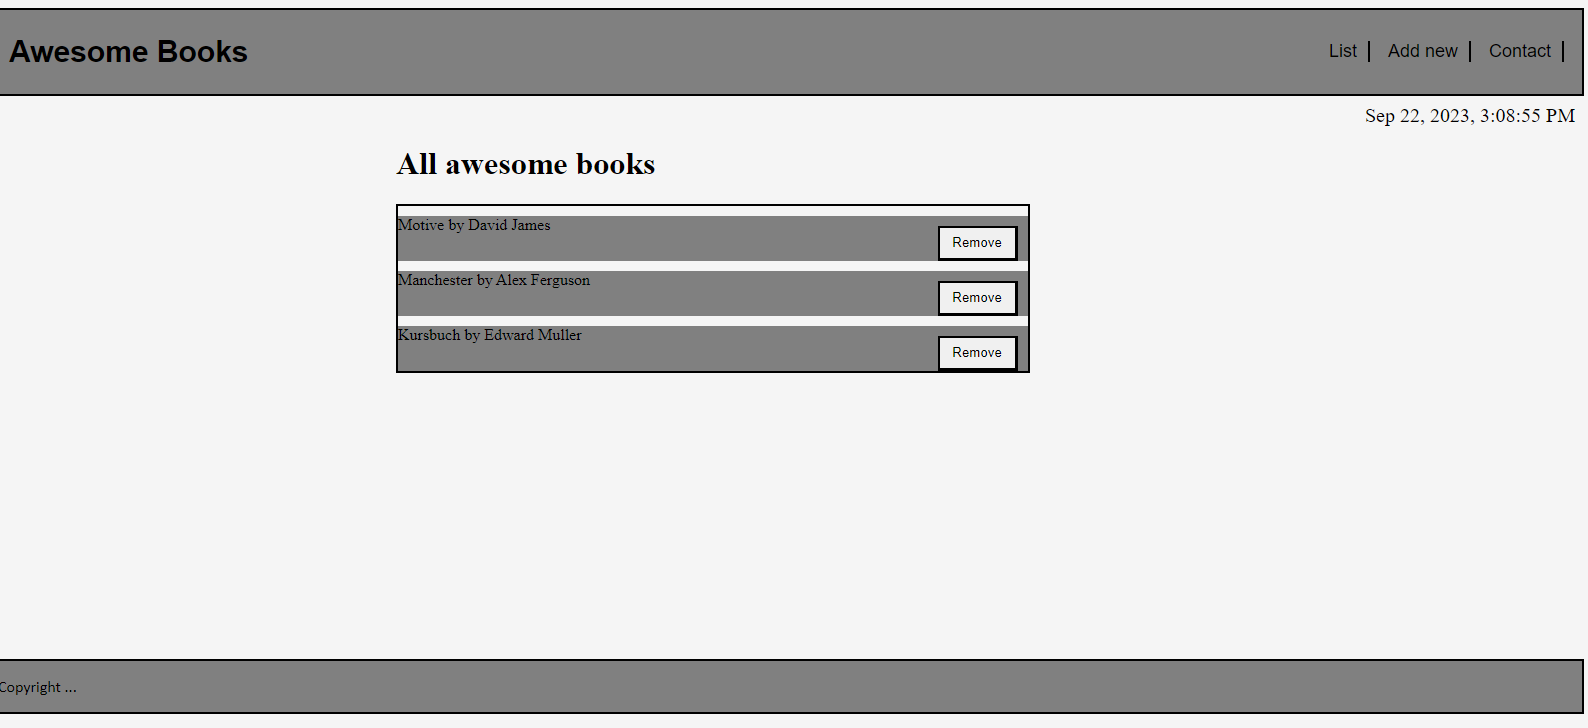 Awesome Books
List
Add new
Contact
Sep 22, 2023, 3:08:55 PM
All awesome books
Motive by David James
Remove
Manchester by Alex Ferguson
Remove
Kursbuch by Edward Muller
Remove
Copyright ...